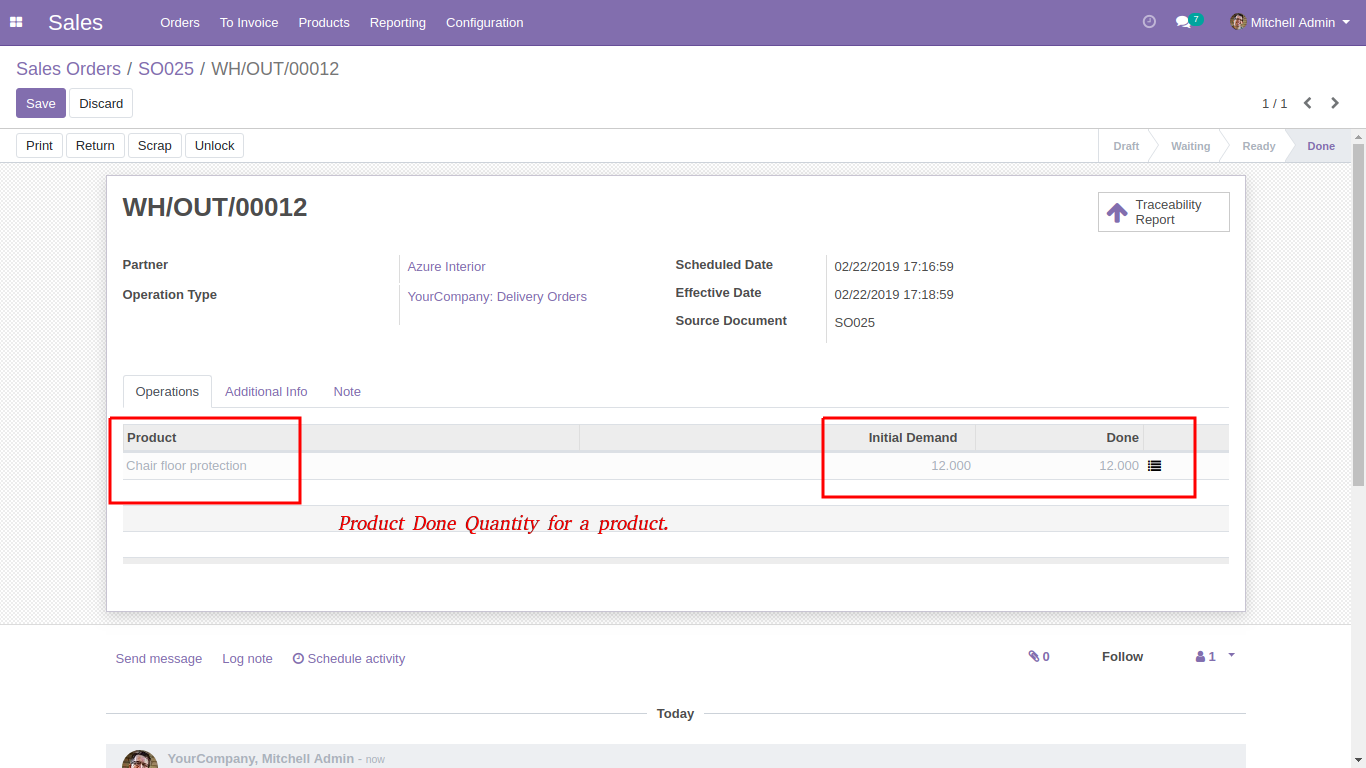 Sales Orders To Invoice Products Reporting Configuration 7 Mitchell Admin
Sales Orders / SO025 / WH/OUT/00012
Save Discard 1 / 1
Print Return Scrap Unlock Draft Waiting Ready Done
WH/OUT/00012
Traceability
Report
Partner Azure Interior Scheduled Date 02/22/2019 17:16:59
Operation Type YourCompany: Delivery Orders Effective Date 02/22/2019 17:18:59
Source Document SO025
Operations Additional Info Note
Product Initial Demand Done
Chair floor protection 12.000 12.000
Product Done Quantity for a product.
Send message Log note Schedule activity 0 Follow 1
Today
YourCompany, Mitchell Admin - now